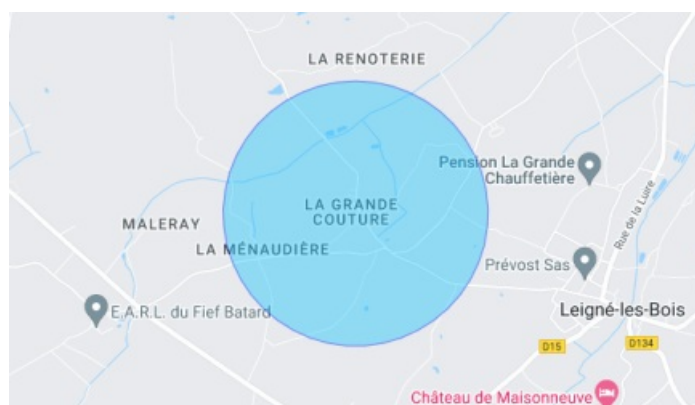 LA RENOTERIE
Pension La Grande
Chauffetière
LA GRANDE
COUTURE
MALERAY
Rue de la Luire
LA MÉNAUDIÈRE
Prévost Sas
E.A.R.L. du Fief Batard
Leigné-les-Bois
D15
D134
Château de Maisonneuve